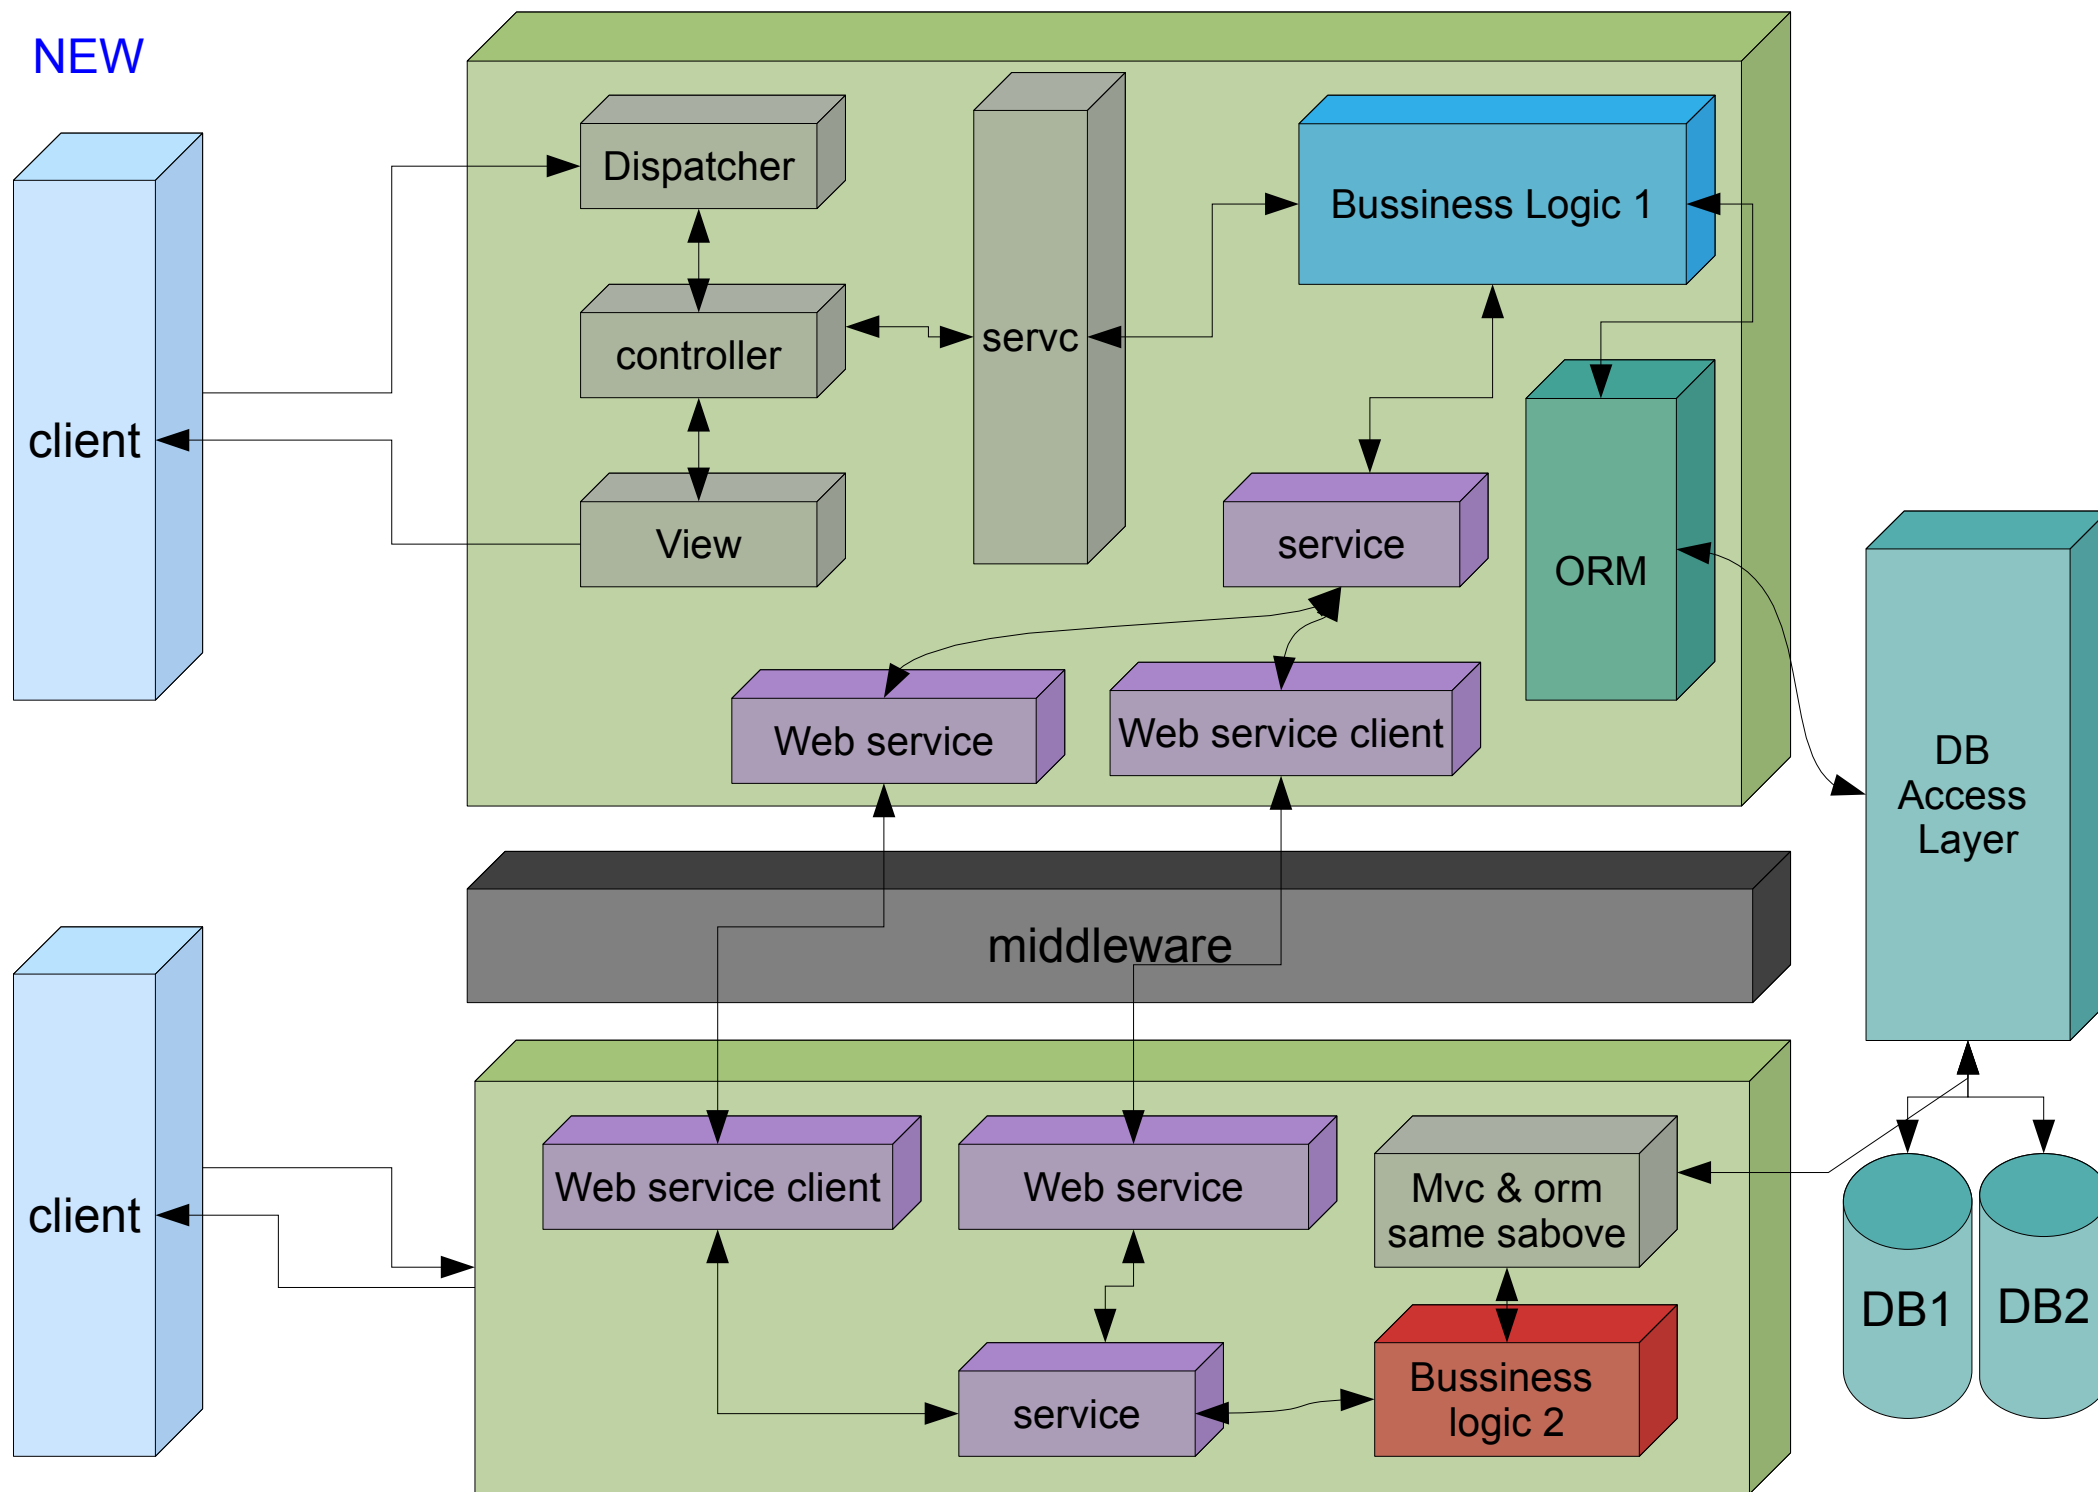 NEW
Dispatcher
Bussiness Logic 1
servc
controller
client
View
service
ORM
Web service
Web service client
DB
Access
Layer
middleware
client
Web service client
Web service
Mvc & orm
same sabove
DB1
DB2
service
Bussiness
logic 2